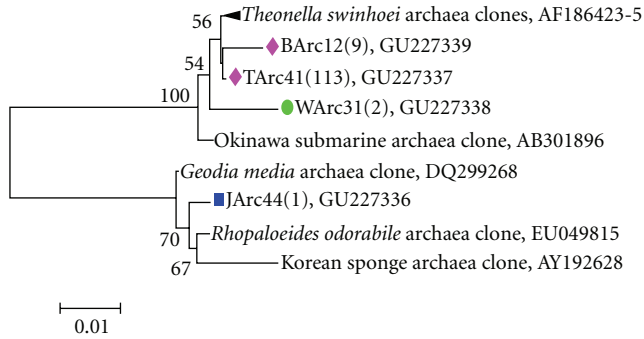 56
Theonella swinhoei archaea clones, AF186423-5
BArc12(9), GU227339
54
TArc41(113), GU227337
100
WArc31(2), GU227338
Okinawa submarine archaea clone, AB301896
Geodia media archaea clone, DQ299268
JArc44(1), GU227336
70
Rhopaloeides odorabile archaea clone, EU049815
67
Korean sponge archaea clone, AY192628
0.01